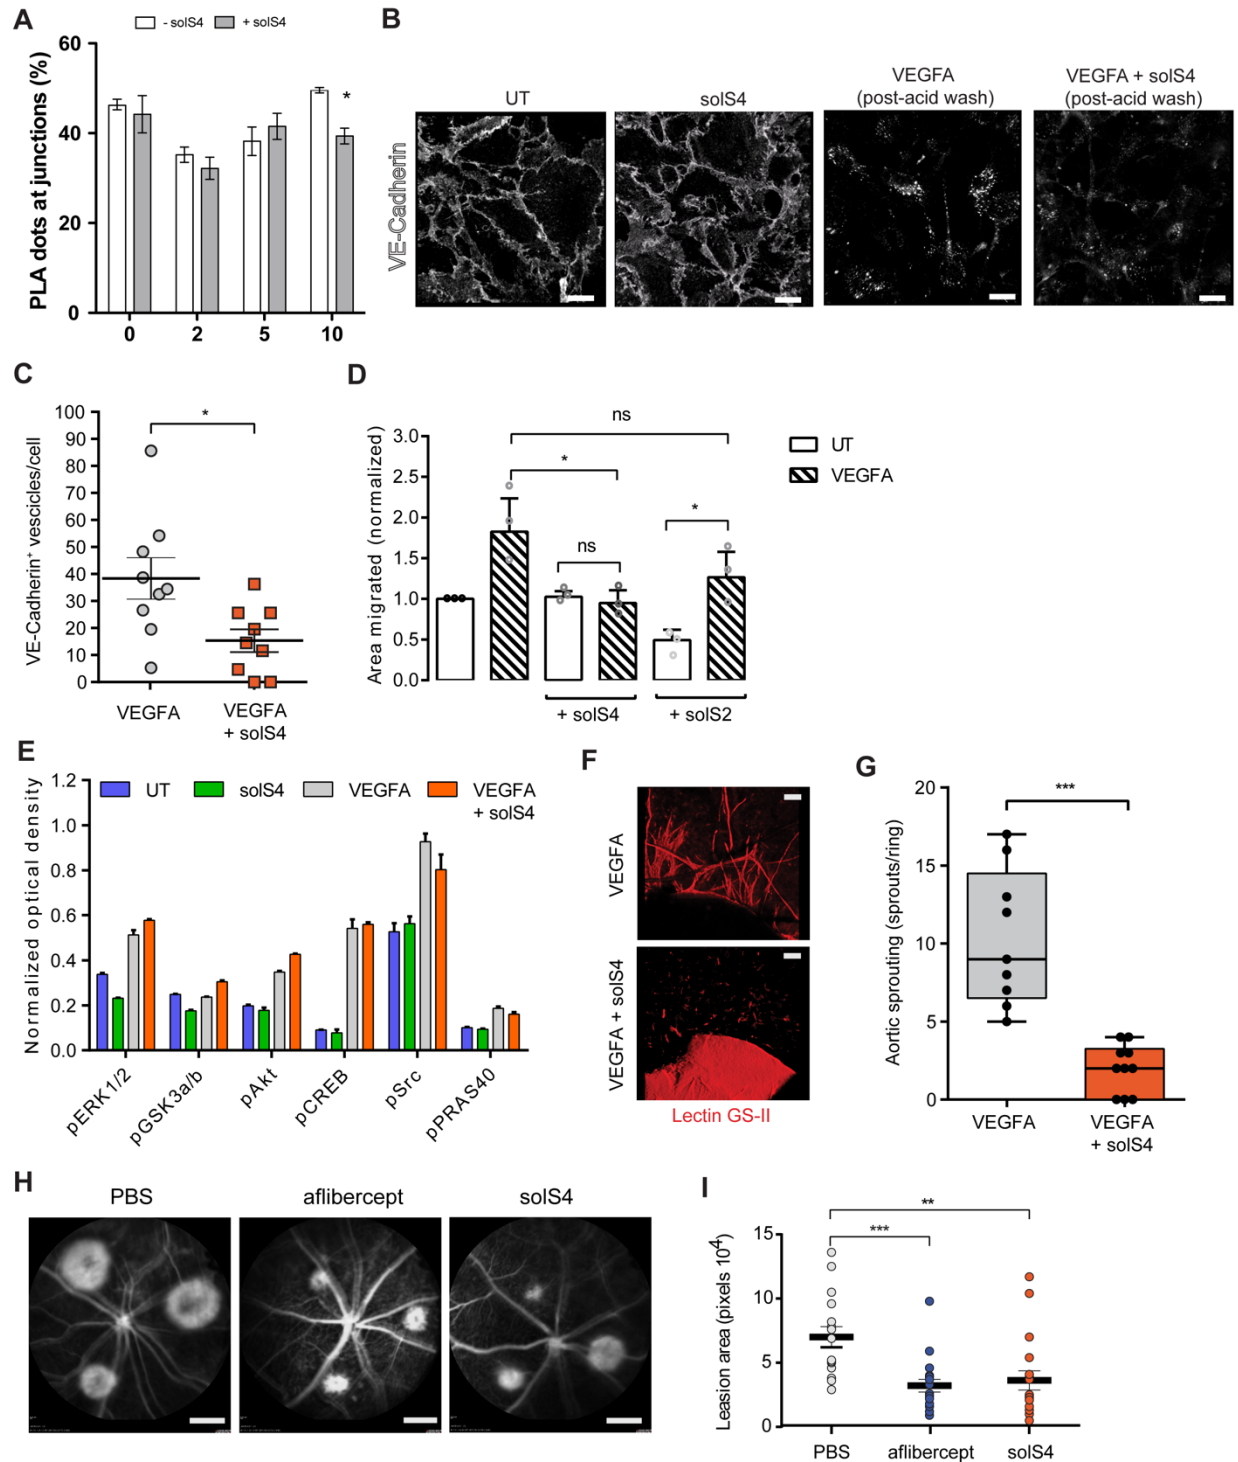 A
- solS4 + solS4
PLA dots at junctions (%)
60
40
20
0
0 2 5 10
*
B
UT
solS4
VEGFA
(post-acid wash)
VEGFA + solS4
(post-acid wash)
VE-Cadherin
C
VE-Cadherin+ vescicles/cell
100
90
80
70
60
50
40
30
20
10
0
*
VEGFA
VEGFA
+ solS4
D
Area migrated (normalized)
3.0
2.5
2.0
1.5
1.0
0.5
0.0
ns
*
ns
*
UT
VEGFA
+ solS4
+ solS2
E
Normalized optical density
1.2
1.0
0.8
0.6
0.4
0.2
0.0
UT
solS4
VEGFA
VEGFA
+ solS4
pERK1/2
pGSK3a/b
pAkt
pCREB
pSrc
pPRAS40
F
VEGFA
VEGFA + solS4
Lectin GS-II
G
Aortic sprouting (sprouts/ring)
20
15
10
5
0
***
VEGFA
VEGFA
+ solS4
H
PBS
aflibercept
solS4
I
Leasion area (pixels 10⁴)
15
10
5
0
**
***
PBS
aflibercept
solS4